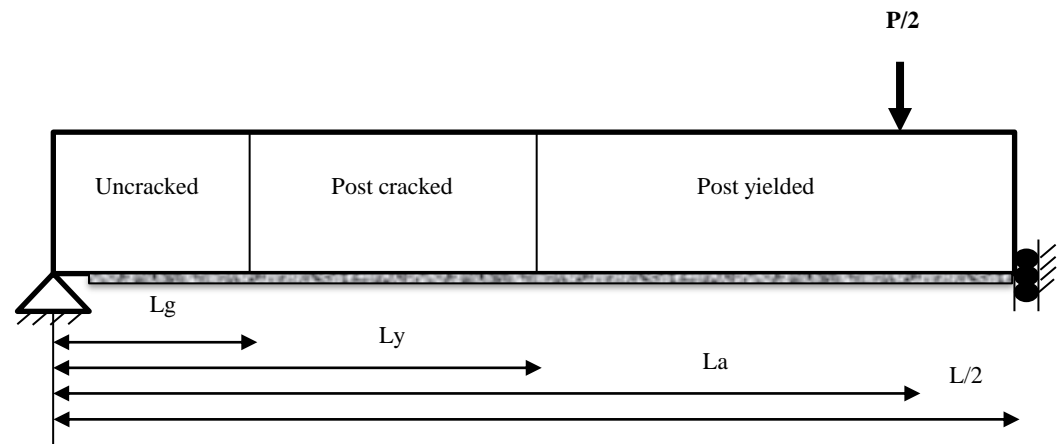 P/2
Uncracked
Post cracked
Post yielded
Lg
Ly
La
L/2